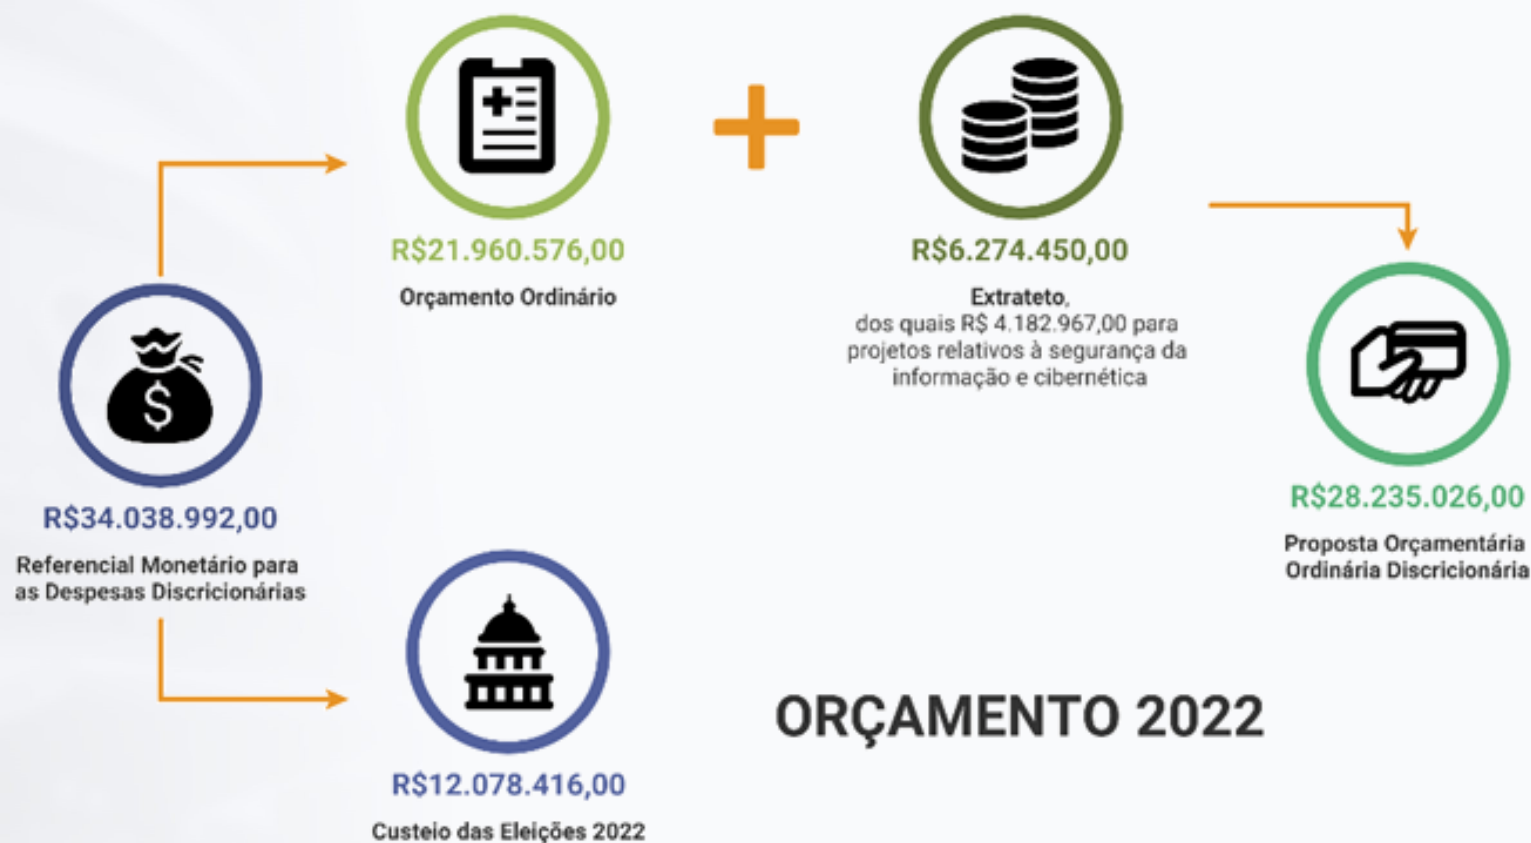 R$21.960.576,00
Orçamento Ordinário
R$6.274.450,00
Extrateto,
dos quais R$ 4.182.967,00 para
projetos relativos à segurança da
informação e cibernética
R$34.038.992,00
Referencial Monetário para
as Despesas Discricionárias
R$28.235.026,00
Proposta Orçamentária
Ordinária Discricionária
R$12.078.416,00
Custeio das Eleições 2022
ORÇAMENTO 2022